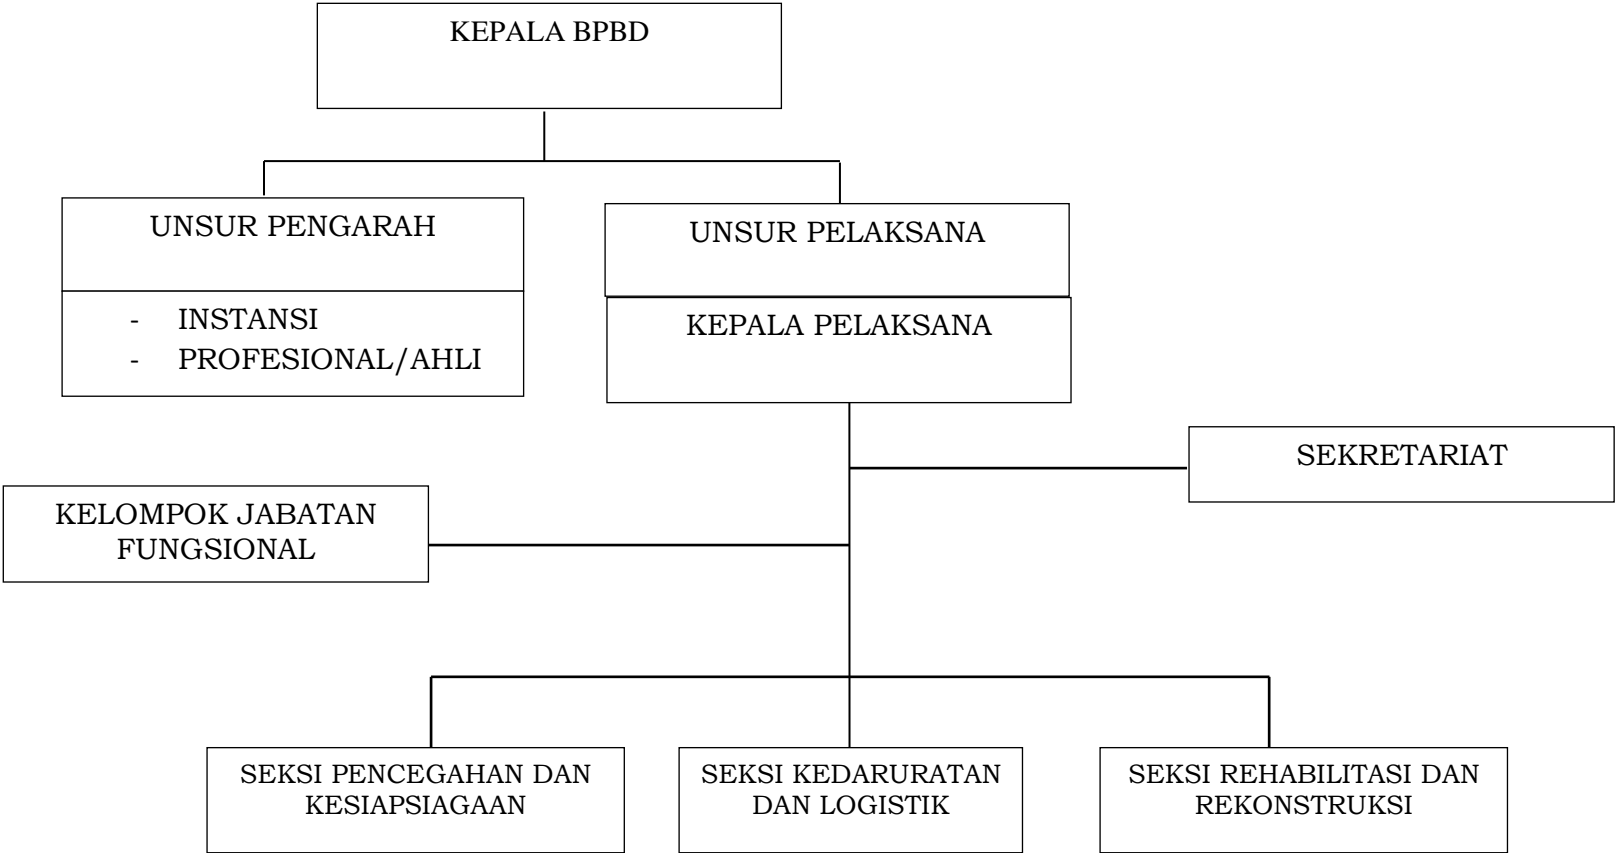 KEPALA BPBD
UNSUR PENGARAH
- INSTANSI
- PROFESIONAL/AHLI
UNSUR PELAKSANA
KEPALA PELAKSANA
SEKRETARIAT
KELOMPOK JABATAN
FUNGSIONAL
SEKSI PENCEGAHAN DAN
KESIAPSIAGAAN
SEKSI KEDARURATAN
DAN LOGISTIK
SEKSI REHABILITASI DAN
REKONSTRUKSI